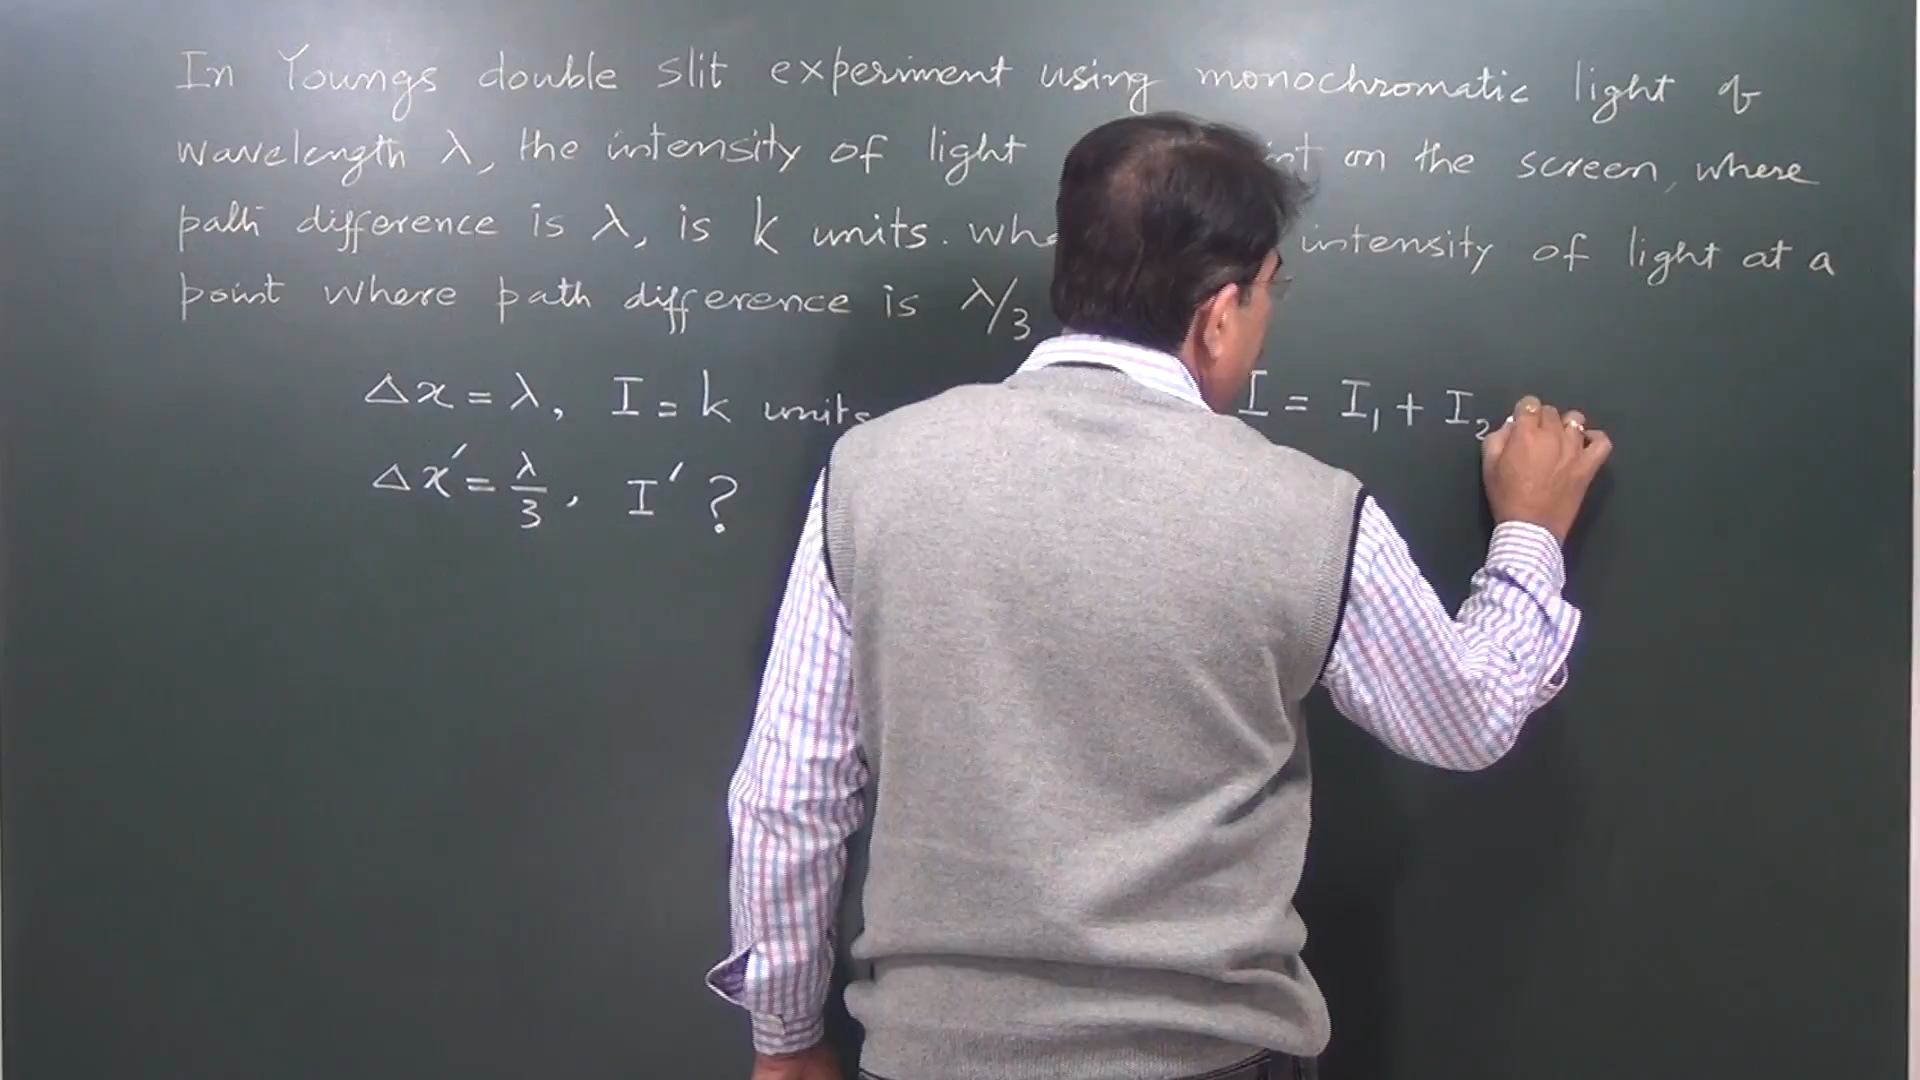 In Youngs double slit experiment using monochromatic light of
wavelength λ, the intensity of light on the screen, where
path difference is λ, is k units. intensity of light at a
point where path difference is λ/3
Δx = λ, I = k units I = I₁ + I₂
Δx′ = λ/3, I′ ?